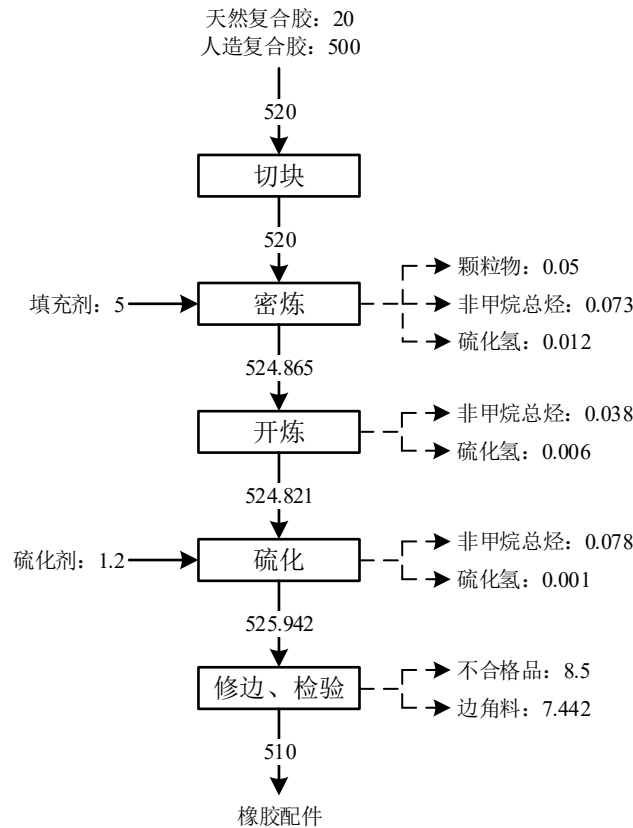 天然复合胶：20
人造复合胶：500
520
切块
520
填充剂：5
密炼
颗粒物：0.05
非甲烷总烃：0.073
硫化氢：0.012
524.865
开炼
非甲烷总烃：0.038
硫化氢：0.006
524.821
硫化剂：1.2
硫化
非甲烷总烃：0.078
硫化氢：0.001
525.942
修边、检验
不合格品：8.5
边角料：7.442
510
橡胶配件